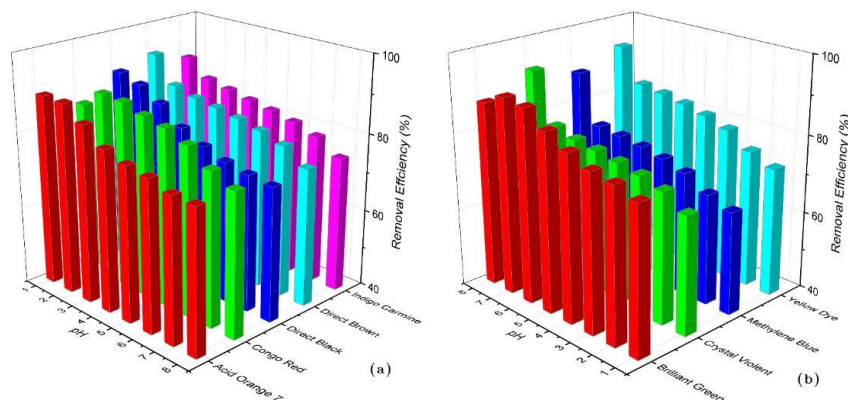 100
80
60
40
Removal Efficiency (%)
1
2
3
4
5
6
7
8
pH
Indigo Carmine
Direct Brown
Direct Black
Congo Red
Acid Orange 7
(a)
100
80
60
40
Removal Efficiency (%)
8
7
6
5
4
3
2
1
pH
Yellow Dye
Methylene Blue
Crystal Violent
Brilliant Green
(b)